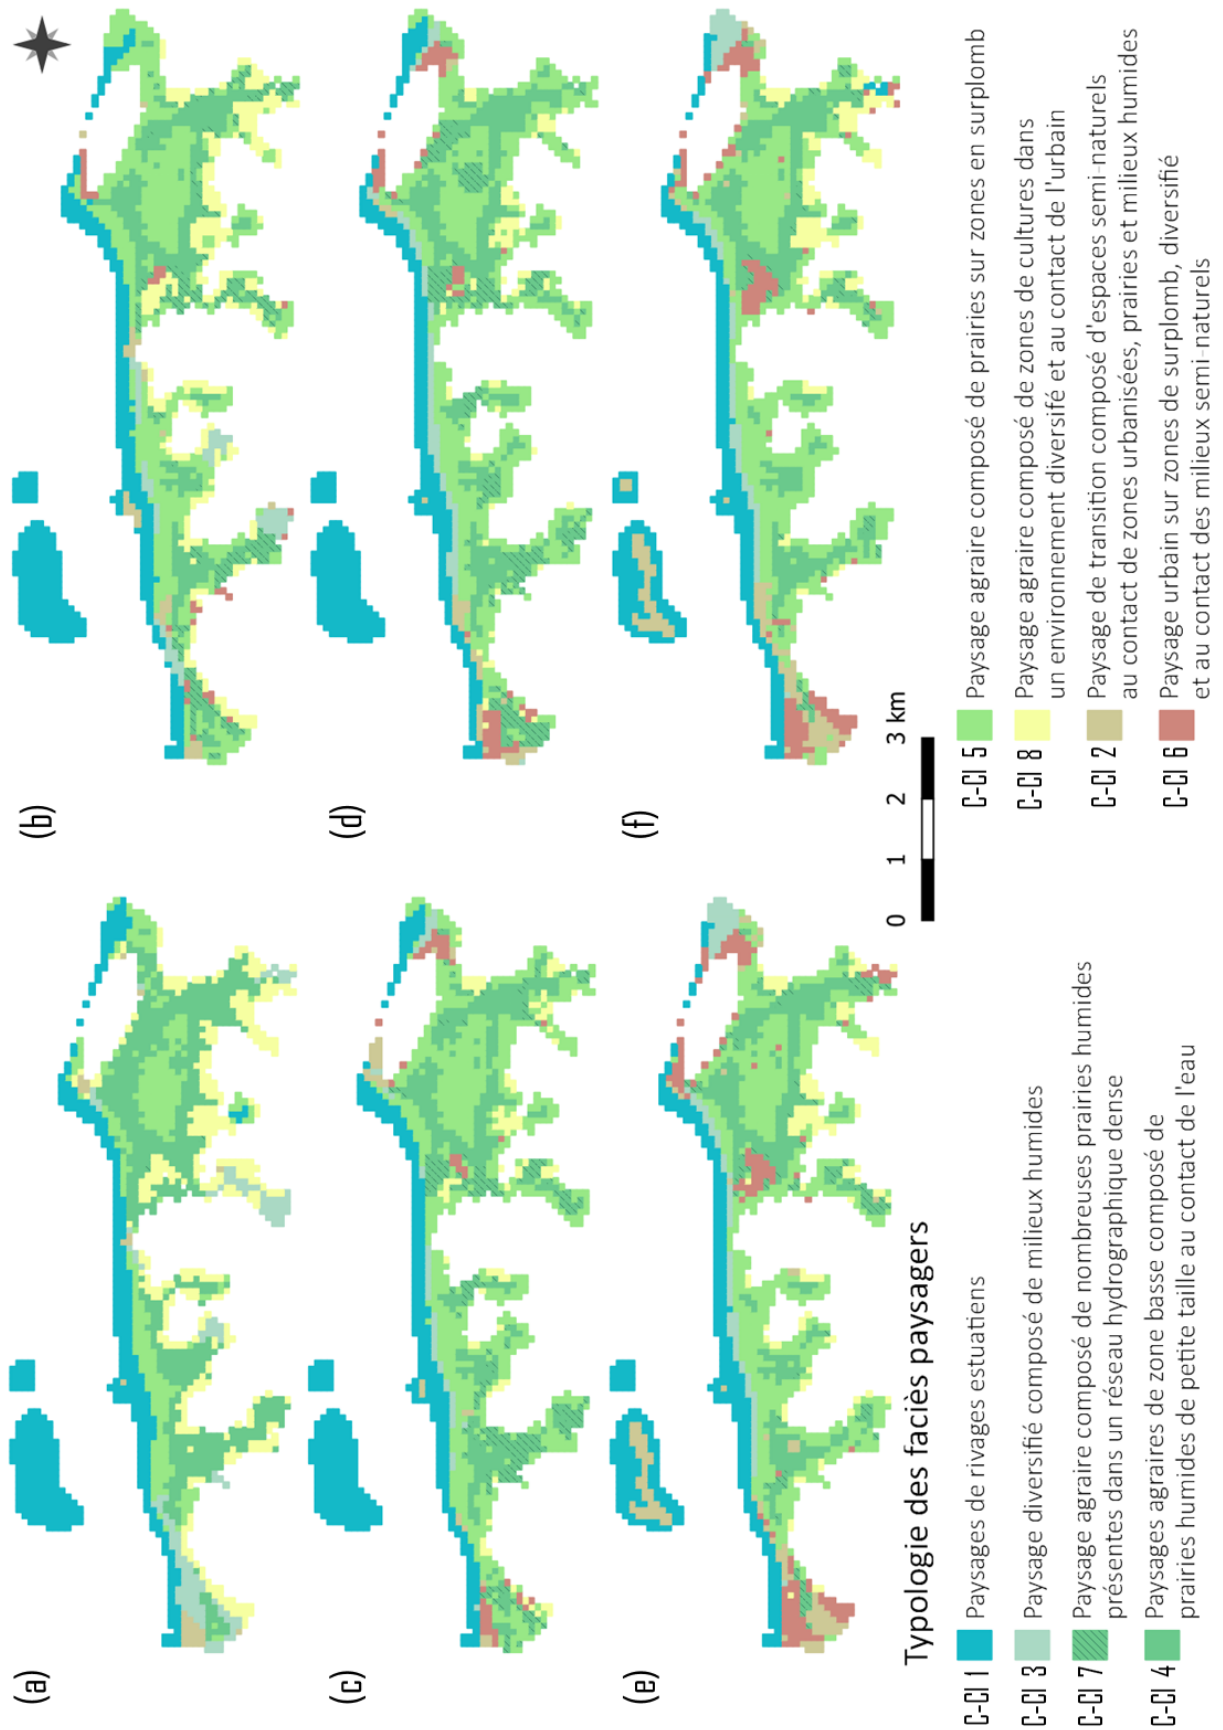 (a)
(b)
(c)
(d)
(e)
(f)
0 1 2 3 km
Typologie des faciès paysagers
C-Cl 1 Paysages de rivages estuatiens
C-Cl 3 Paysage diversifié composé de milieux humides
C-Cl 7 Paysage agraire composé de nombreuses prairies humides
présentes dans un réseau hydrographique dense
C-Cl 4 Paysages agraires de zone basse composé de
prairies humides de petite taille au contact de l'eau
C-Cl 5 Paysage agraire composé de prairies sur zones en surplomb
C-Cl 8 Paysage agraire composé de zones de cultures dans
un environnement diversifé et au contact de l'urbain
C-Cl 2 Paysage de transition composé d'espaces semi-naturels
au contact de zones urbanisées, prairies et milieux humides
C-Cl 6 Paysage urbain sur zones de surplomb, diversifié
et au contact des milieux semi-naturels